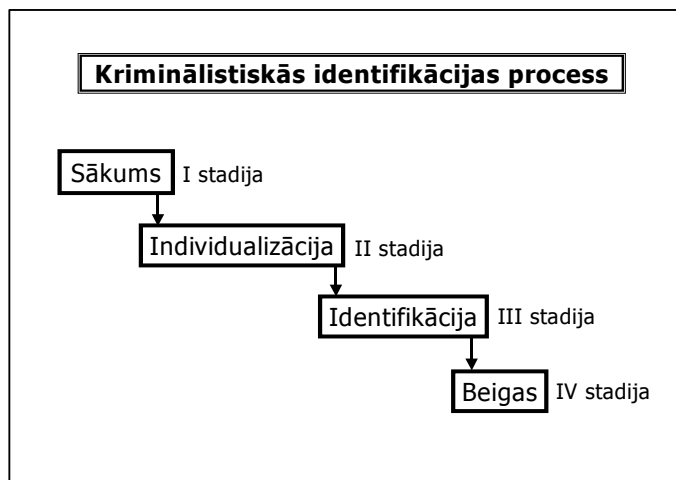 Kriminālistiskās identifikācijas process
Sākums I stadija
Individualizācija II stadija
Identifikācija III stadija
Beigas IV stadija